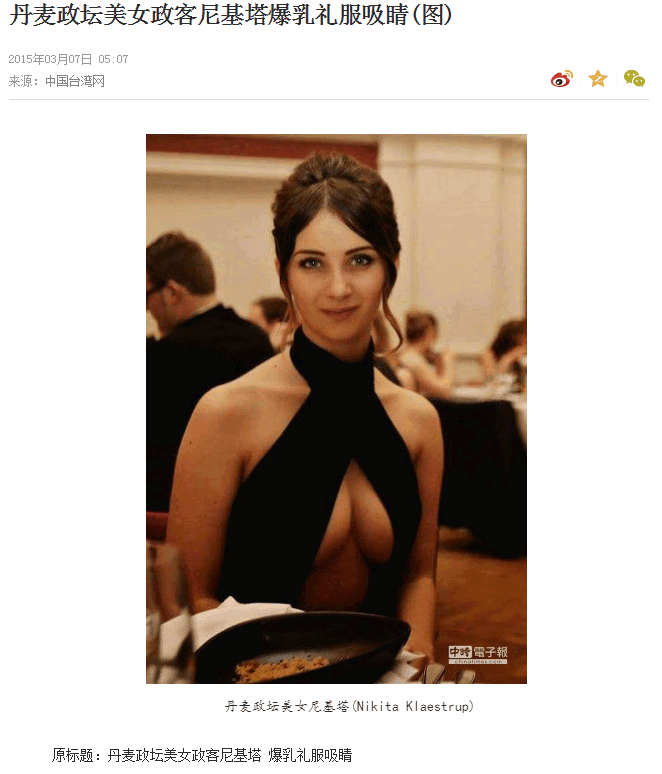 丹麦政坛美女政客尼基塔爆乳礼服吸睛(图)
2015年03月07日 05:07
来源：中国台湾网
中時電子報
chinatimes.com
丹麦政坛美女尼基塔(Nikita Klaestrup)
原标题：丹麦政坛美女政客尼基塔 爆乳礼服吸睛